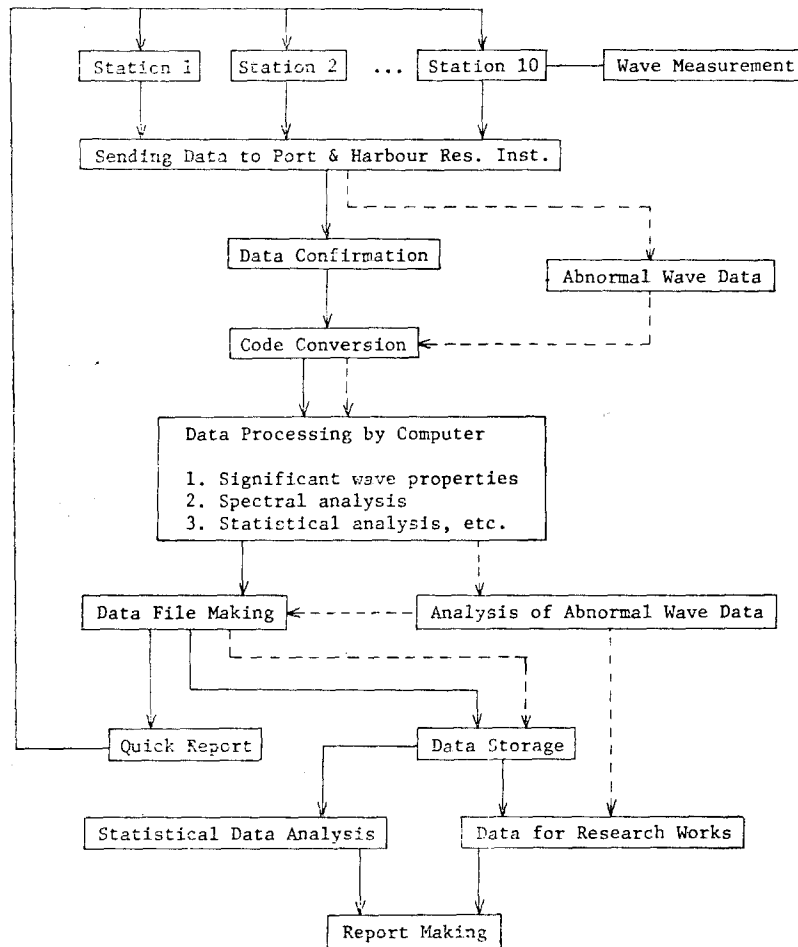 Station 1
Station 2
...
Station 10
Wave Measurement
Sending Data to Port & Harbour Res. Inst.
Data Confirmation
Abnormal Wave Data
Code Conversion
Data Processing by Computer
1. Significant wave properties
2. Spectral analysis
3. Statistical analysis, etc.
Data File Making
Analysis of Abnormal Wave Data
Quick Report
Data Storage
Statistical Data Analysis
Data for Research Works
Report Making